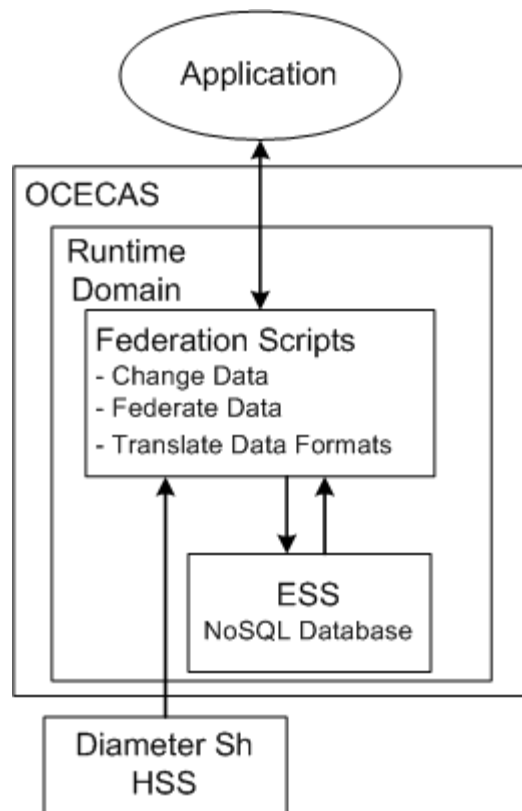 Application
OCECAS
Runtime
Domain
Federation Scripts
- Change Data
- Federate Data
- Translate Data Formats
ESS
NoSQL Database
Diameter Sh
HSS